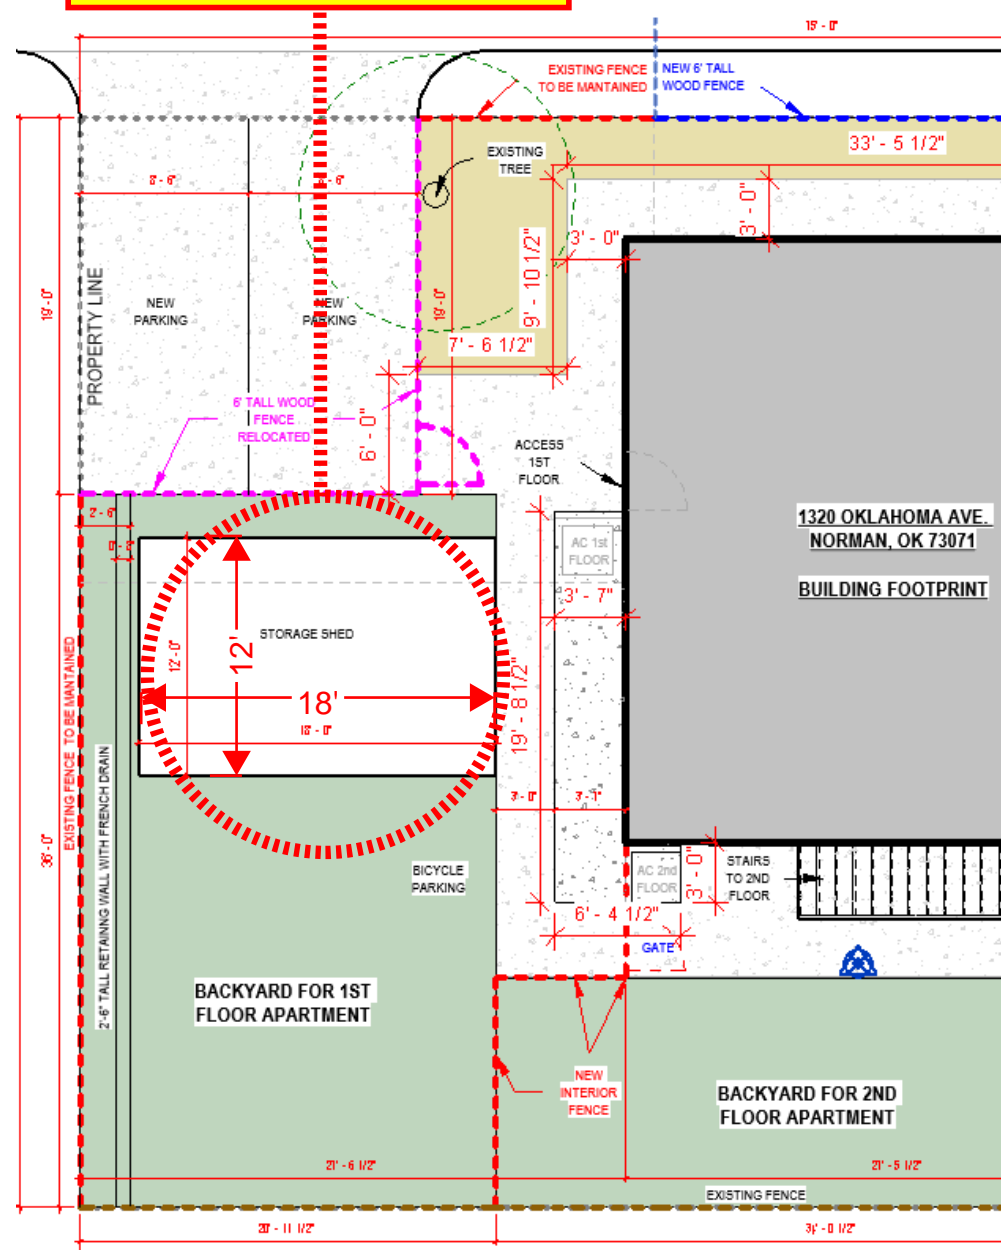 15' - 0"
EXISTING FENCE
TO BE MANTAINED
NEW 6' TALL
WOOD FENCE
33' - 5 1/2"
EXISTING
TREE
8' - 6"
3' - 0"
3' - 0"
9' - 10 1/2"
PROPERTY LINE
NEW
PARKING
NEW
PARKING
19' - 0"
19' - 0"
7' - 6 1/2"
6' TALL WOOD
FENCE
RELOCATED
6' - 0"
ACCESS
1ST
FLOOR
2' - 6"
1320 OKLAHOMA AVE.
NORMAN, OK 73071
BUILDING FOOTPRINT
AC 1st
FLOOR
3' - 7"
STORAGE SHED
12' - 0"
12'
18'
18' - 0"
19' - 8 1/2"
EXISTING FENCE TO BE MANTAINED
2'-6" TALL RETAINING WALL WITH FRENCH DRAIN
36' - 0"
3' - 0"
BICYCLE
PARKING
AC 2nd
FLOOR
3' - 0"
STAIRS
TO 2ND
FLOOR
6' - 4 1/2"
GATE
BACKYARD FOR 1ST
FLOOR APARTMENT
NEW
INTERIOR
FENCE
BACKYARD FOR 2ND
FLOOR APARTMENT
21' - 6 1/2"
21' - 5 1/2"
EXISTING FENCE
20' - 11 1/2"
34' - 0 1/2"